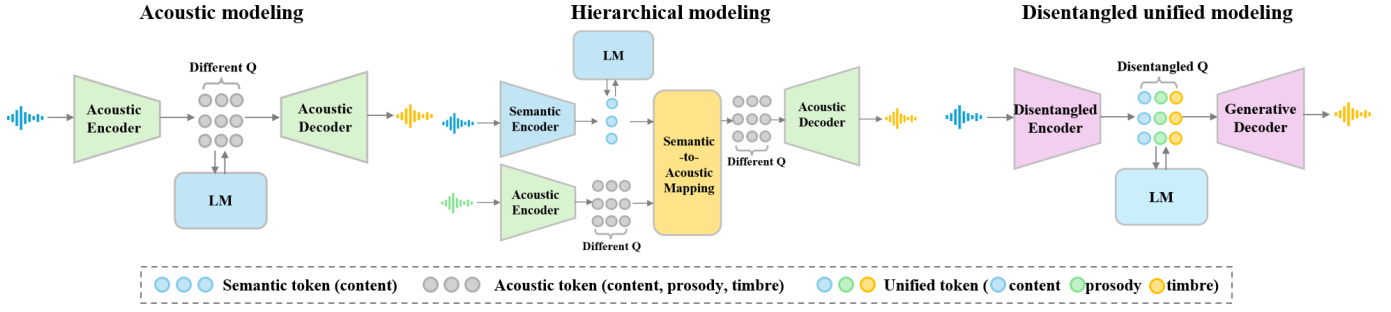 Acoustic modeling
Different Q
Acoustic
Encoder
Acoustic
Decoder
LM
Hierarchical modeling
LM
Semantic
Encoder
Acoustic
Encoder
Different Q
Semantic
-to-
Acoustic
Mapping
Different Q
Acoustic
Decoder
Disentangled unified modeling
Disentangled Q
Disentangled
Encoder
Generative
Decoder
LM
Semantic token (content)
Acoustic token (content, prosody, timbre)
Unified token ( content prosody timbre)